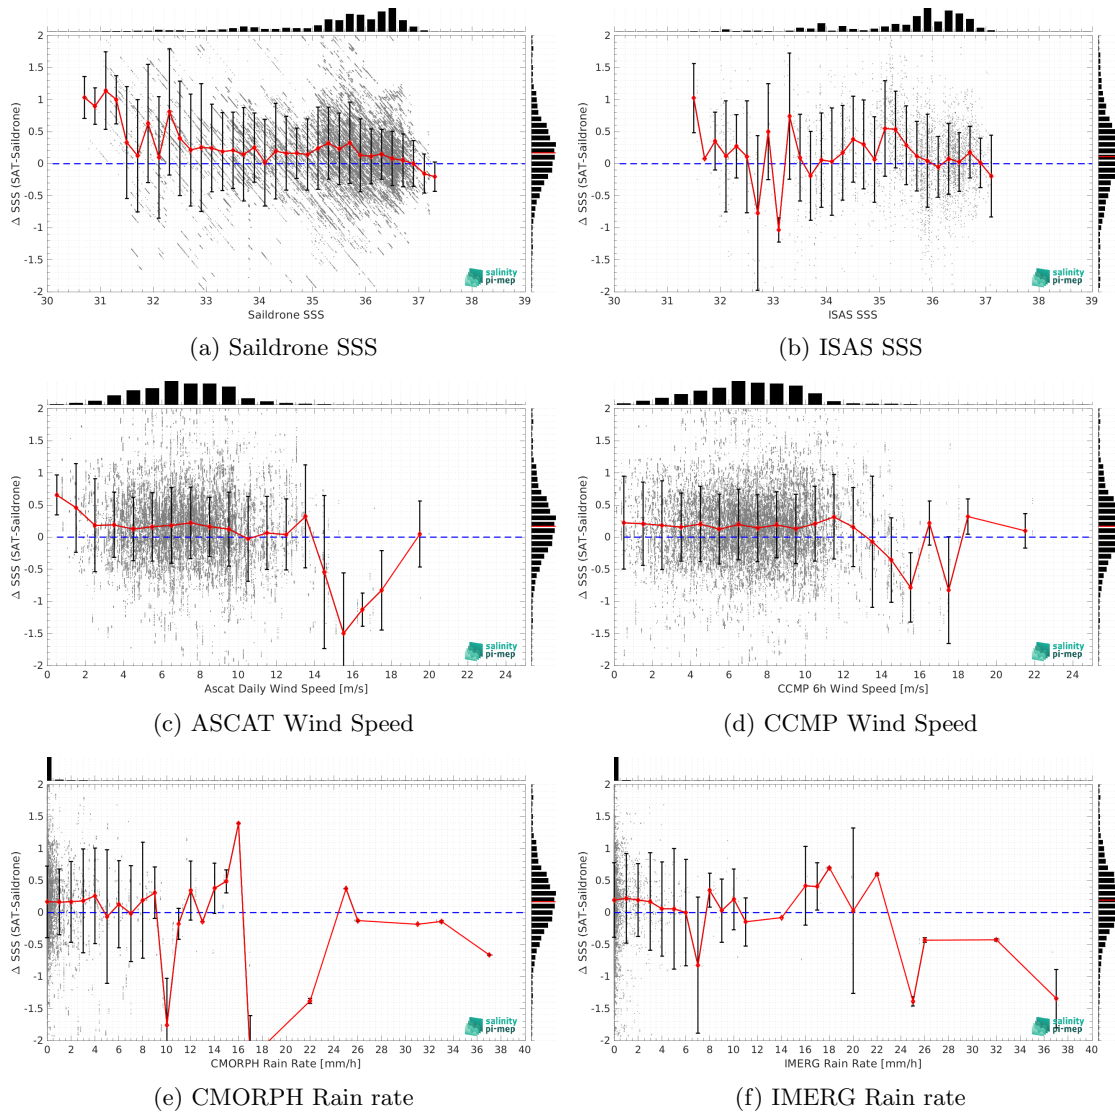 2
1.5
1
0.5
0
-0.5
-1
-1.5
-2
Δ SSS (SAT-Saildrone)
30 31 32 33 34 35 36 37 38 39
Saildrone SSS
salinity
pi-mep
(a) Saildrone SSS
2
1.5
1
0.5
0
-0.5
-1
-1.5
-2
Δ SSS (SAT-Saildrone)
30 31 32 33 34 35 36 37 38 39
ISAS SSS
salinity
pi-mep
(b) ISAS SSS
2
1.5
1
0.5
0
-0.5
-1
-1.5
-2
Δ SSS (SAT-Saildrone)
0 2 4 6 8 10 12 14 16 18 20 22 24
Ascat Daily Wind Speed [m/s]
salinity
pi-mep
(c) ASCAT Wind Speed
2
1.5
1
0.5
0
-0.5
-1
-1.5
-2
Δ SSS (SAT-Saildrone)
0 2 4 6 8 10 12 14 16 18 20 22 24
CCMP 6h Wind Speed [m/s]
salinity
pi-mep
(d) CCMP Wind Speed
2
1.5
1
0.5
0
-0.5
-1
-1.5
-2
Δ SSS (SAT-Saildrone)
0 2 4 6 8 10 12 14 16 18 20 22 24 26 28 30 32 34 36 38 40
CMORPH Rain Rate [mm/h]
salinity
pi-mep
(e) CMORPH Rain rate
2
1.5
1
0.5
0
-0.5
-1
-1.5
-2
Δ SSS (SAT-Saildrone)
0 2 4 6 8 10 12 14 16 18 20 22 24 26 28 30 32 34 36 38 40
IMERG Rain Rate [mm/h]
salinity
pi-mep
(f) IMERG Rain rate